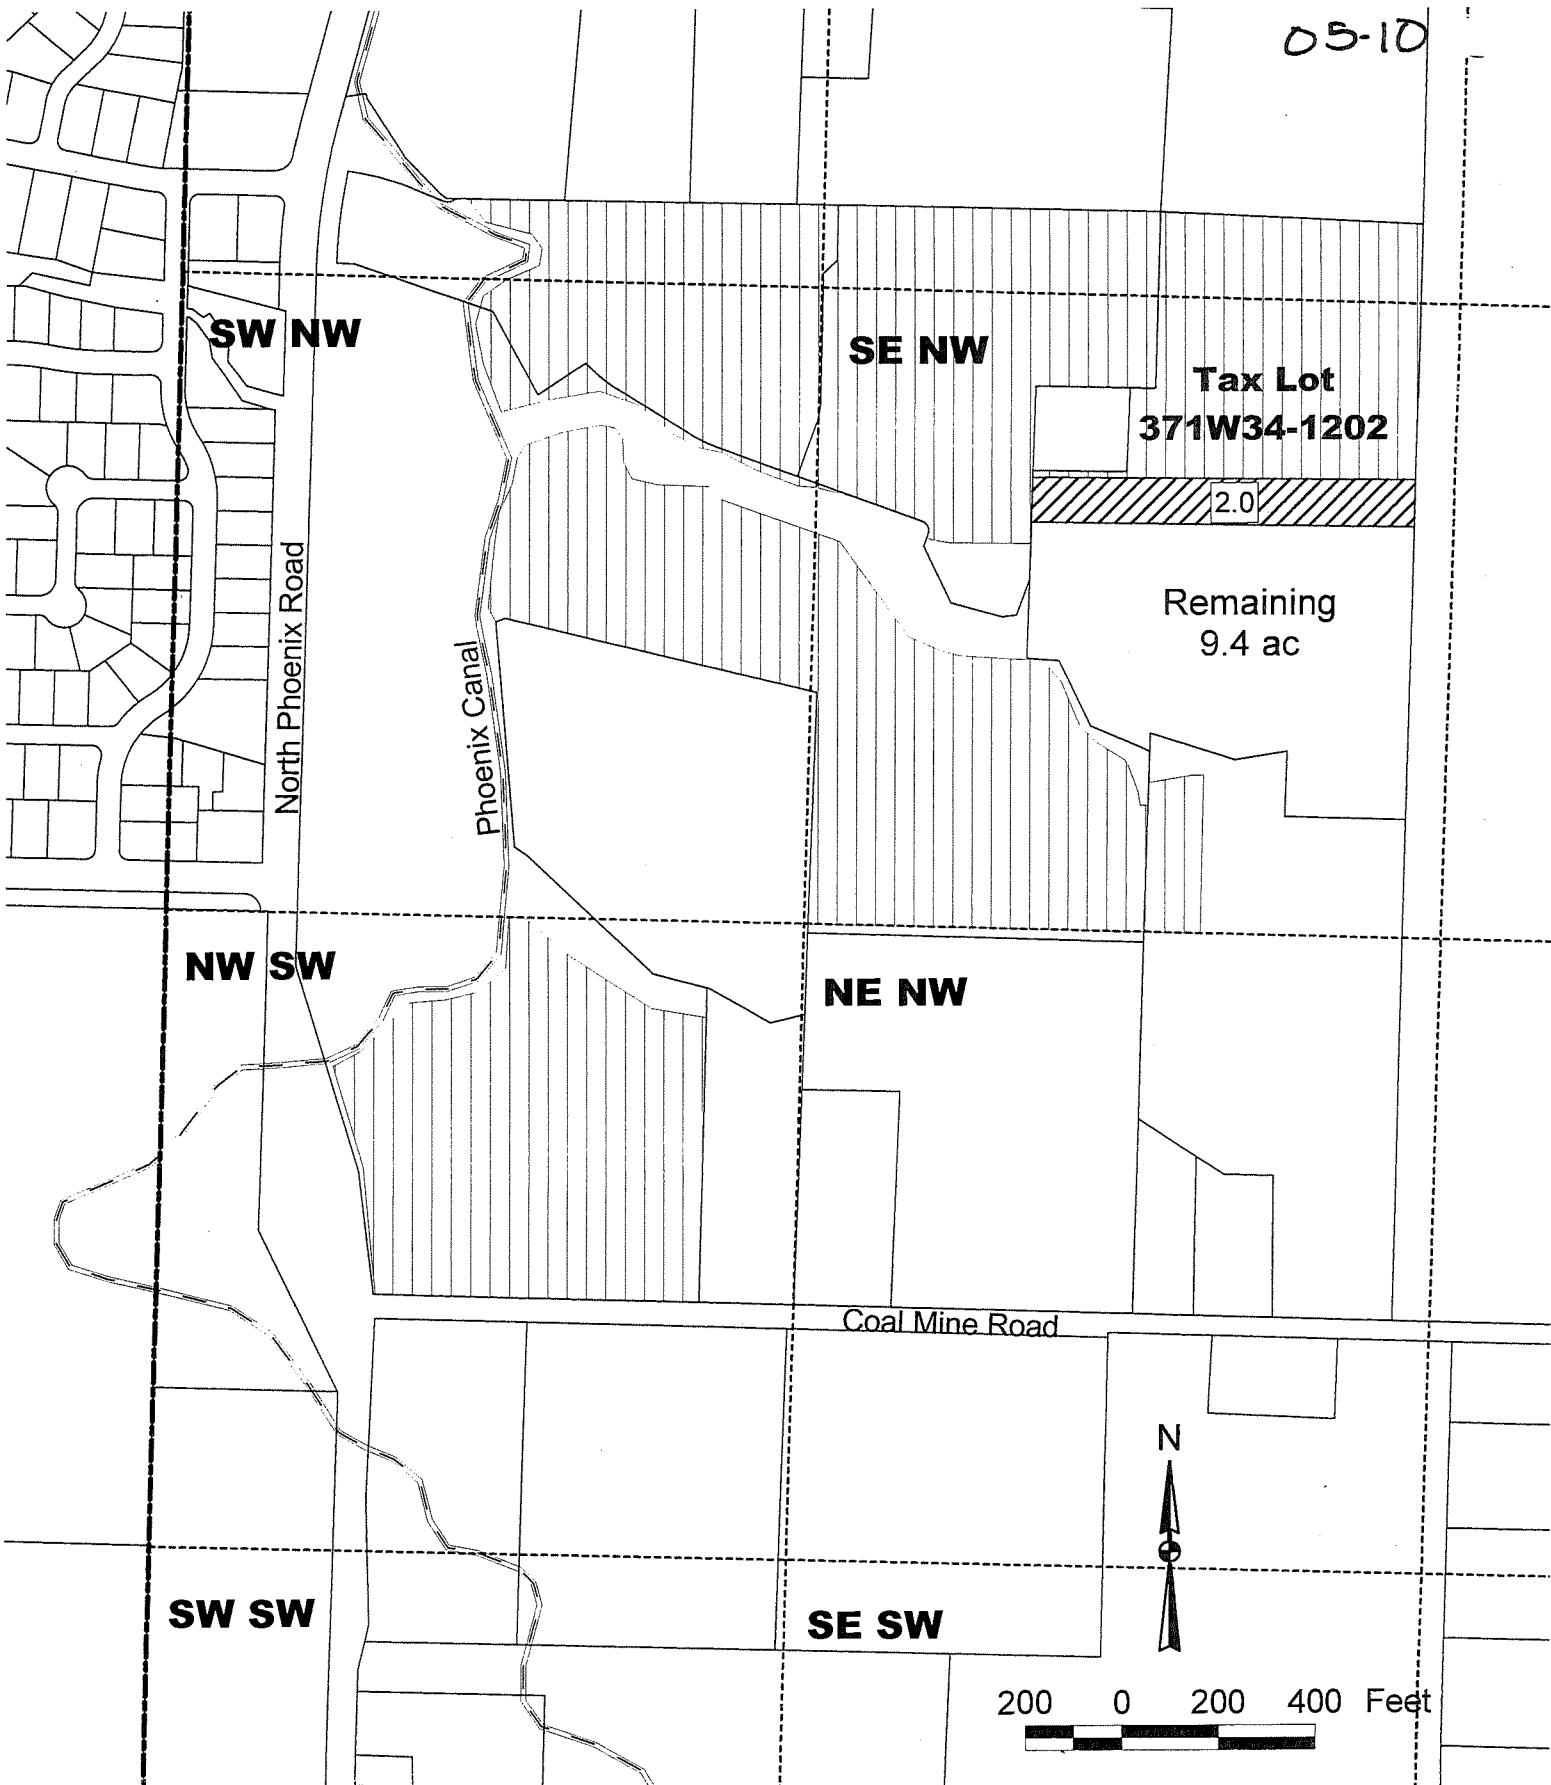 05-10
SW NW
SE NW
Tax Lot
371W34-1202
2.0
Remaining
9.4 ac
North Phoenix Road
Phoenix Canal
NW SW
NE NW
Coal Mine Road
N
SW SW
SE SW
200 0 200 400 Feet